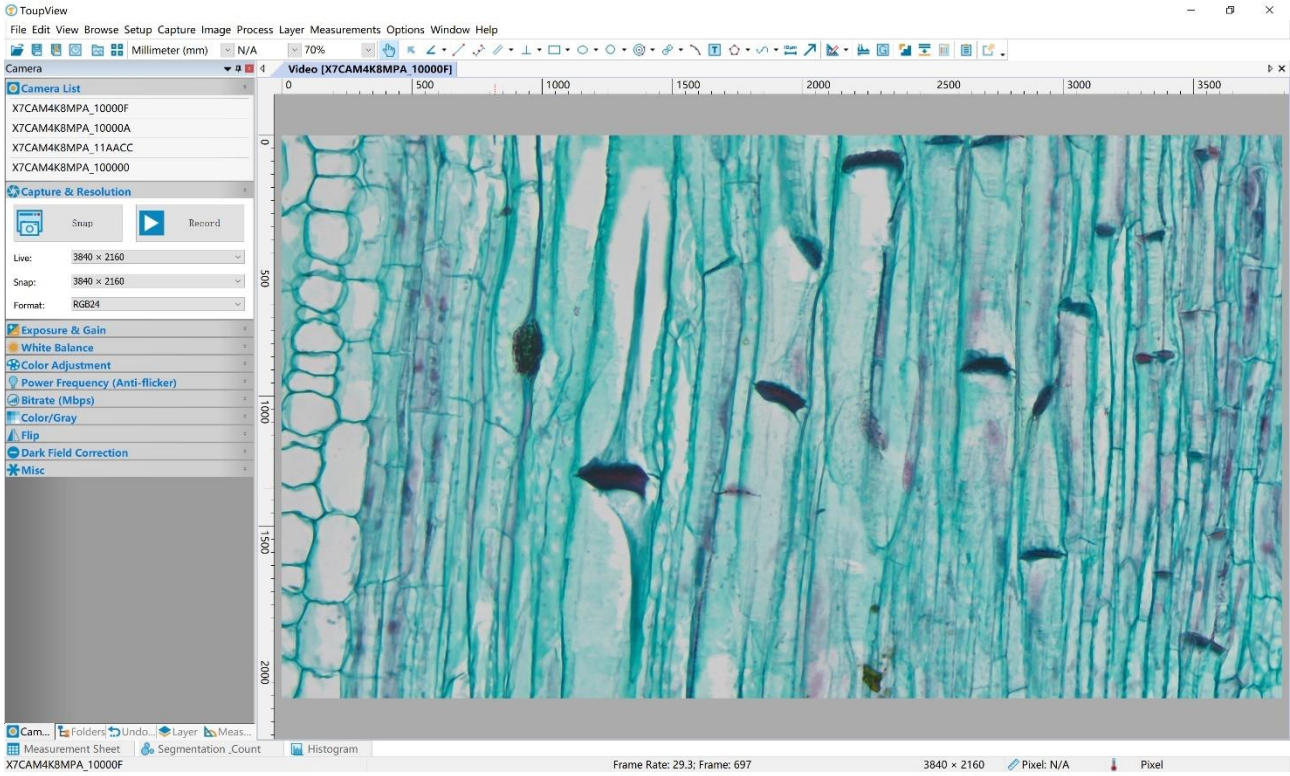 ToupView
File Edit View Browse Setup Capture Image Process Layer Measurements Options Window Help
Millimeter (mm) N/A 70%
Camera
Video [X7CAM4K8MPA_10000F]
Camera List
X7CAM4K8MPA_10000F
X7CAM4K8MPA_10000A
X7CAM4K8MPA_11AACC
X7CAM4K8MPA_100000
Capture & Resolution
Snap Record
Live: 3840 × 2160
Snap: 3840 × 2160
Format: RGB24
Exposure & Gain
White Balance
Color Adjustment
Power Frequency (Anti-flicker)
Bitrate (Mbps)
Color/Gray
Flip
Dark Field Correction
Misc
0 500 1000 1500 2000 2500 3000 3500
0
500
1000
1500
2000
Cam... Folders Undo... Layer Meas...
Measurement Sheet Segmentation_Count Histogram
X7CAM4K8MPA_10000F Frame Rate: 29.3; Frame: 697 3840 × 2160 Pixel: N/A Pixel